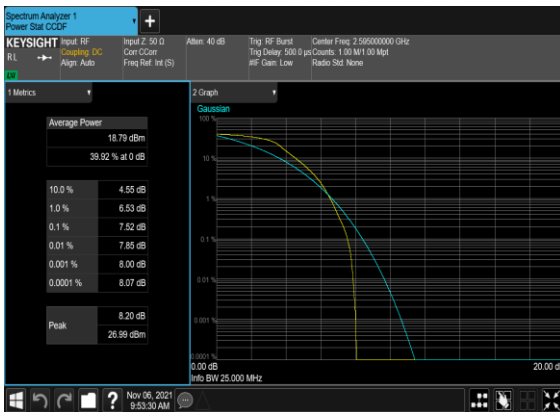 Spectrum Analyzer 1
Power Stat CCDF
KEYSIGHT
RL
Input: RF
Coupling: DC
Align: Auto
Input Z: 50 Ω
Corr CCorr
Freq Ref: Int (S)
Atten: 40 dB
Trig: RF Burst
Trig Delay: 500.0 µs
#IF Gain: Low
Center Freq: 2.595000000 GHz
Counts: 1.00 M/1.00 Mpt
Radio Std: None
1 Metrics
Average Power
18.79 dBm
39.92 % at 0 dB
10.0 % 4.55 dB
1.0 % 6.53 dB
0.1 % 7.52 dB
0.01 % 7.85 dB
0.001 % 8.00 dB
0.0001 % 8.07 dB
Peak
8.20 dB
26.99 dBm
2 Graph
Gaussian
100 %
10 %
1 %
0.1 %
0.01 %
0.001 %
0.0001 %
0.00 dB
20.00 d
Info BW 25.000 MHz
Nov 06, 2021
9:53:30 AM